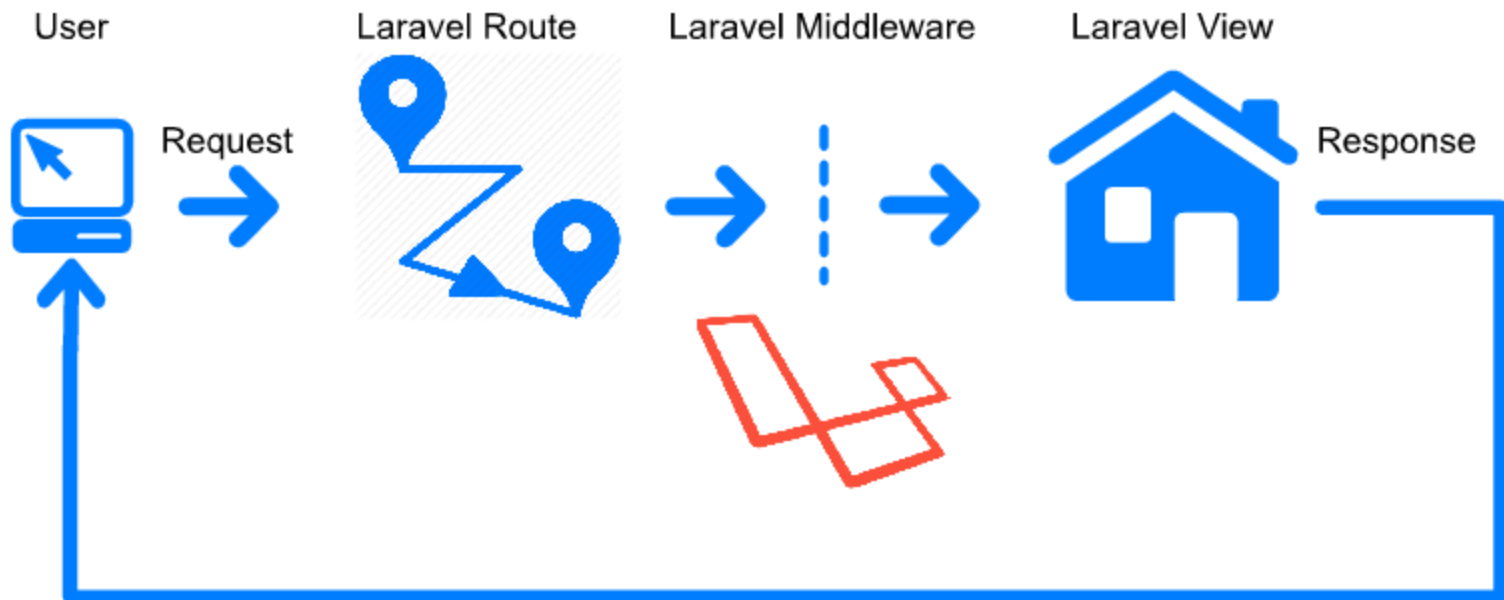 User
Laravel Route
Laravel Middleware
Laravel View
Request
Response